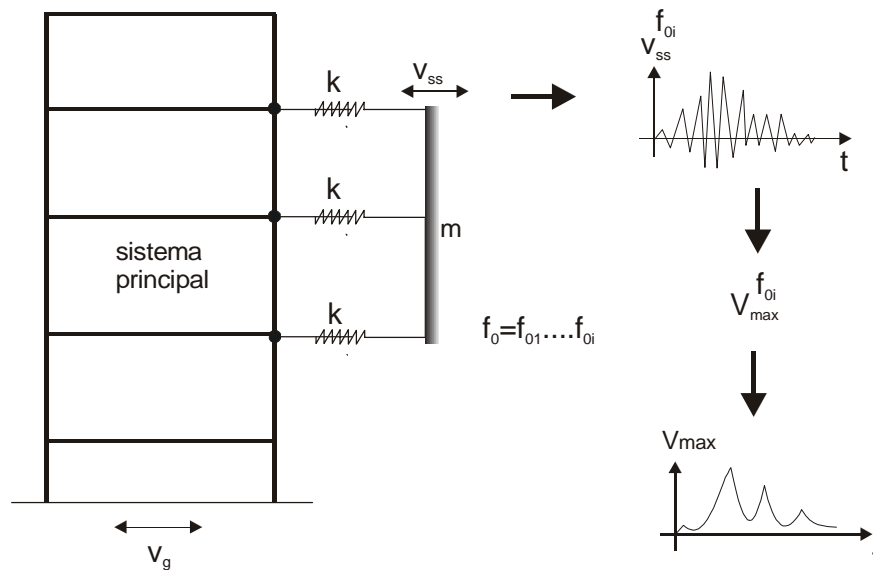 k
v_ss
f_0i
v_ss
t
k
m
sistema
principal
k
f_0=f_01....f_0i
f_0i
V_max
Vmax
v_g